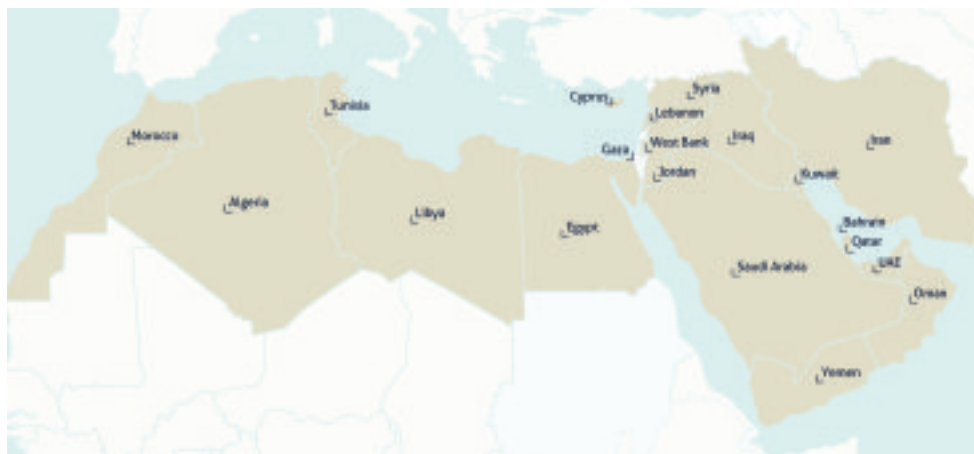 Cyprus
Syria
Tunisia
Lebanon
Morocco
Iraq
Iran
West Bank
Gaza
Jordan
Kuwait
Algeria
Libya
Egypt
Bahrain
Qatar
Saudi Arabia
UAE
Oman
Yemen